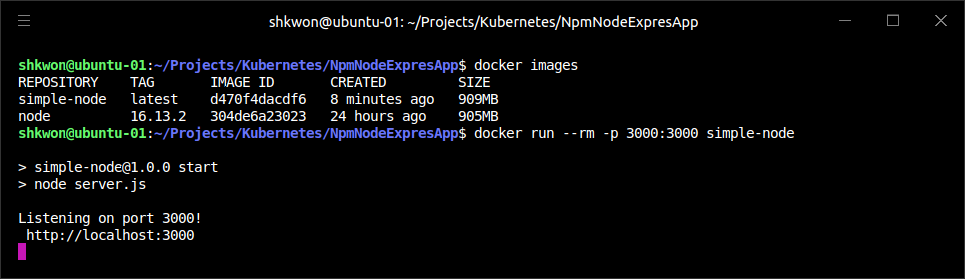 shkwon@ubuntu-01: ~/Projects/Kubernetes/NpmNodeExpresApp
shkwon@ubuntu-01:~/Projects/Kubernetes/NpmNodeExpresApp$ docker images
REPOSITORY    TAG       IMAGE ID       CREATED         SIZE
simple-node   latest    d470f4dacdf6   8 minutes ago   909MB
node          16.13.2   304de6a23023   24 hours ago    905MB
shkwon@ubuntu-01:~/Projects/Kubernetes/NpmNodeExpresApp$ docker run --rm -p 3000:3000 simple-node
> simple-node@1.0.0 start
> node server.js
Listening on port 3000!
 http://localhost:3000